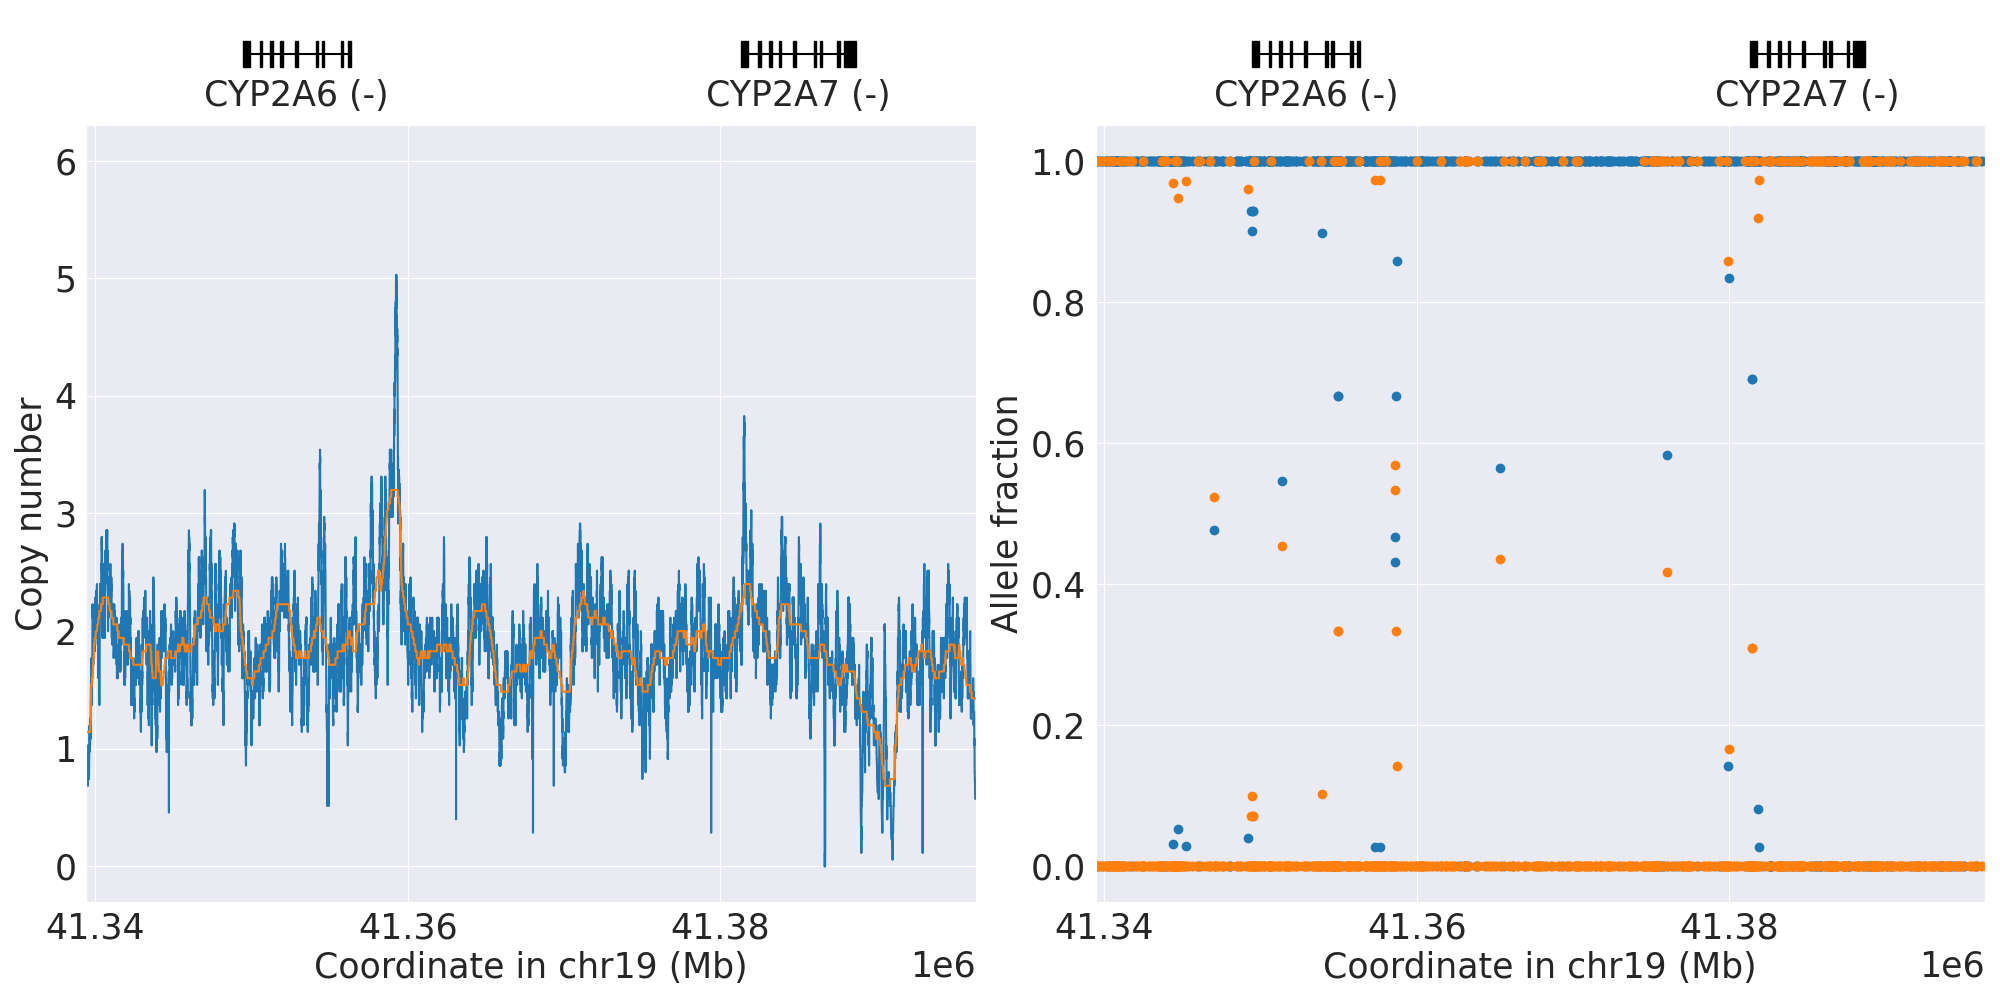 CYP2A6 (-)
CYP2A7 (-)
6
5
4
3
2
1
0
Copy number
41.34
41.36
41.38
Coordinate in chr19 (Mb)
1e6
CYP2A6 (-)
CYP2A7 (-)
1.0
0.8
0.6
0.4
0.2
0.0
Allele fraction
41.34
41.36
41.38
Coordinate in chr19 (Mb)
1e6